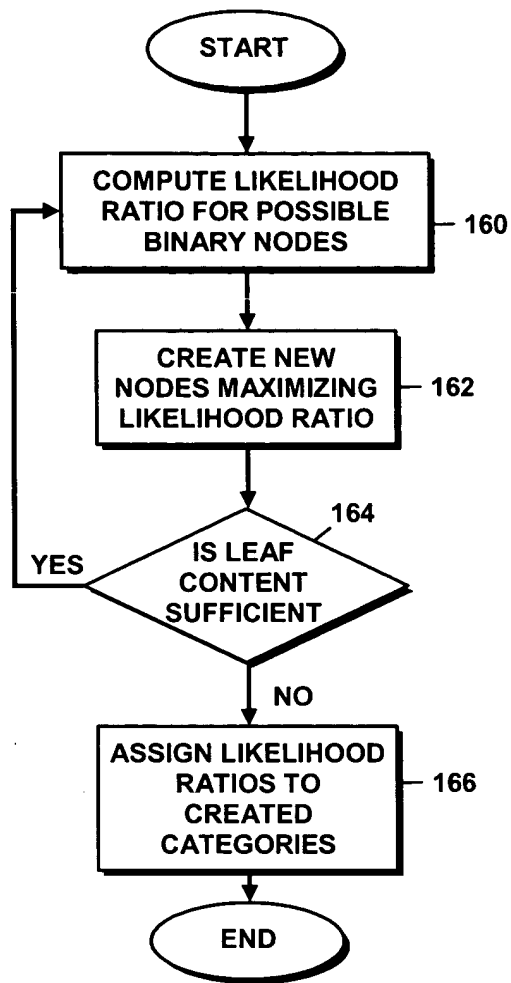 START
COMPUTE LIKELIHOOD
RATIO FOR POSSIBLE
BINARY NODES
160
CREATE NEW
NODES MAXIMIZING
LIKELIHOOD RATIO
162
164
IS LEAF
CONTENT
SUFFICIENT
YES
NO
ASSIGN LIKELIHOOD
RATIOS TO
CREATED
CATEGORIES
166
END